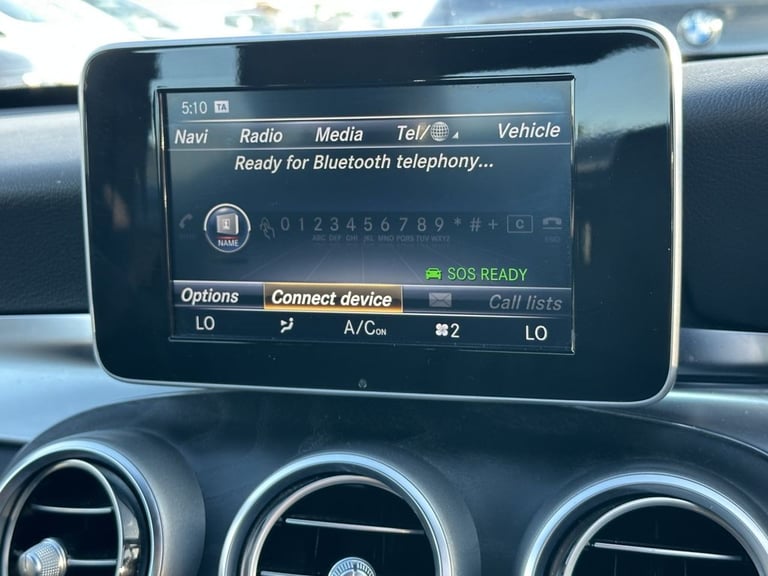 5:10 TA
Navi Radio Media Tel/ Vehicle
Ready for Bluetooth telephony...
NAME 0 1 2 3 4 5 6 7 8 9 * # + C
ABC DEF GHI JKL MNO PQRS TUV WXYZ
SOS READY
Options Connect device Call lists
LO A/C ON 2 LO